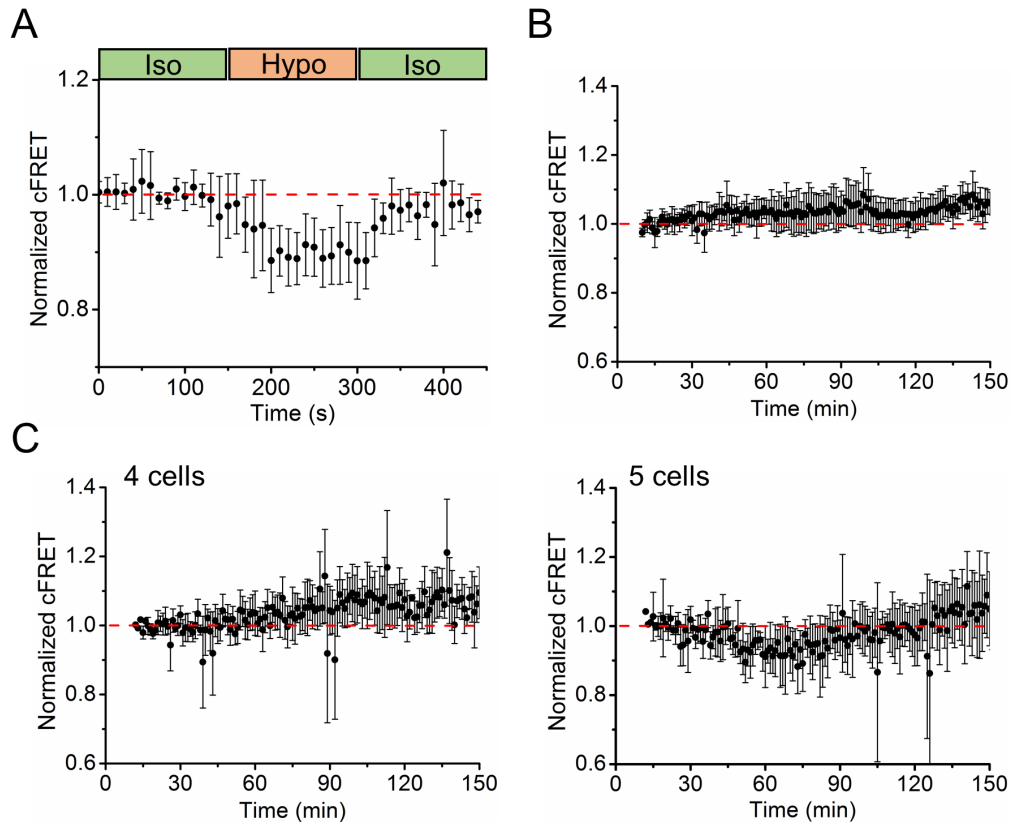 A
Iso Hypo Iso
1.2
1.0
0.8
Normalized cFRET
0 100 200 300 400
Time (s)
B
1.4
1.2
1.0
0.8
0.6
Normalized cFRET
0 30 60 90 120 150
Time (min)
C
4 cells
1.4
1.2
1.0
0.8
0.6
Normalized cFRET
0 30 60 90 120 150
Time (min)
5 cells
1.4
1.2
1.0
0.8
0.6
Normalized cFRET
0 30 60 90 120 150
Time (min)